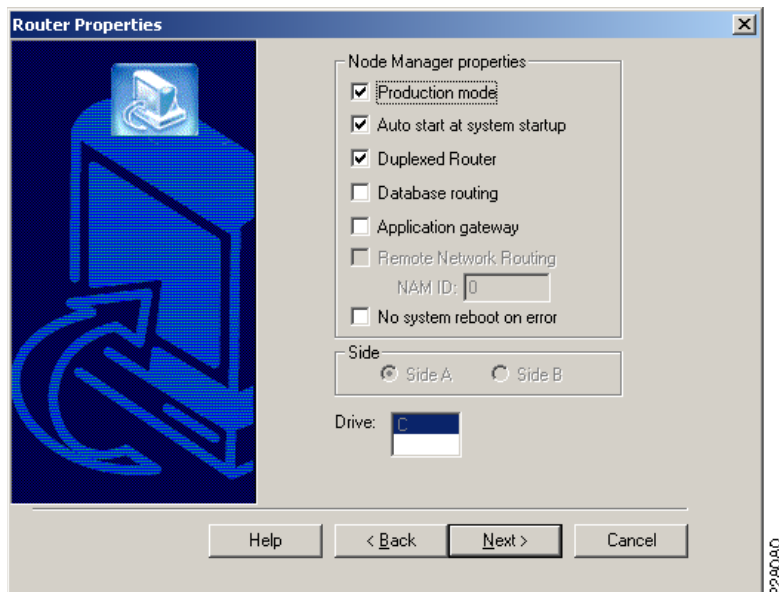 Router Properties
Node Manager properties
Production mode
Auto start at system startup
Duplexed Router
Database routing
Application gateway
Remote Network Routing
NAM ID: 0
No system reboot on error
Side
Side A Side B
Drive: C
Help < Back Next > Cancel
228080